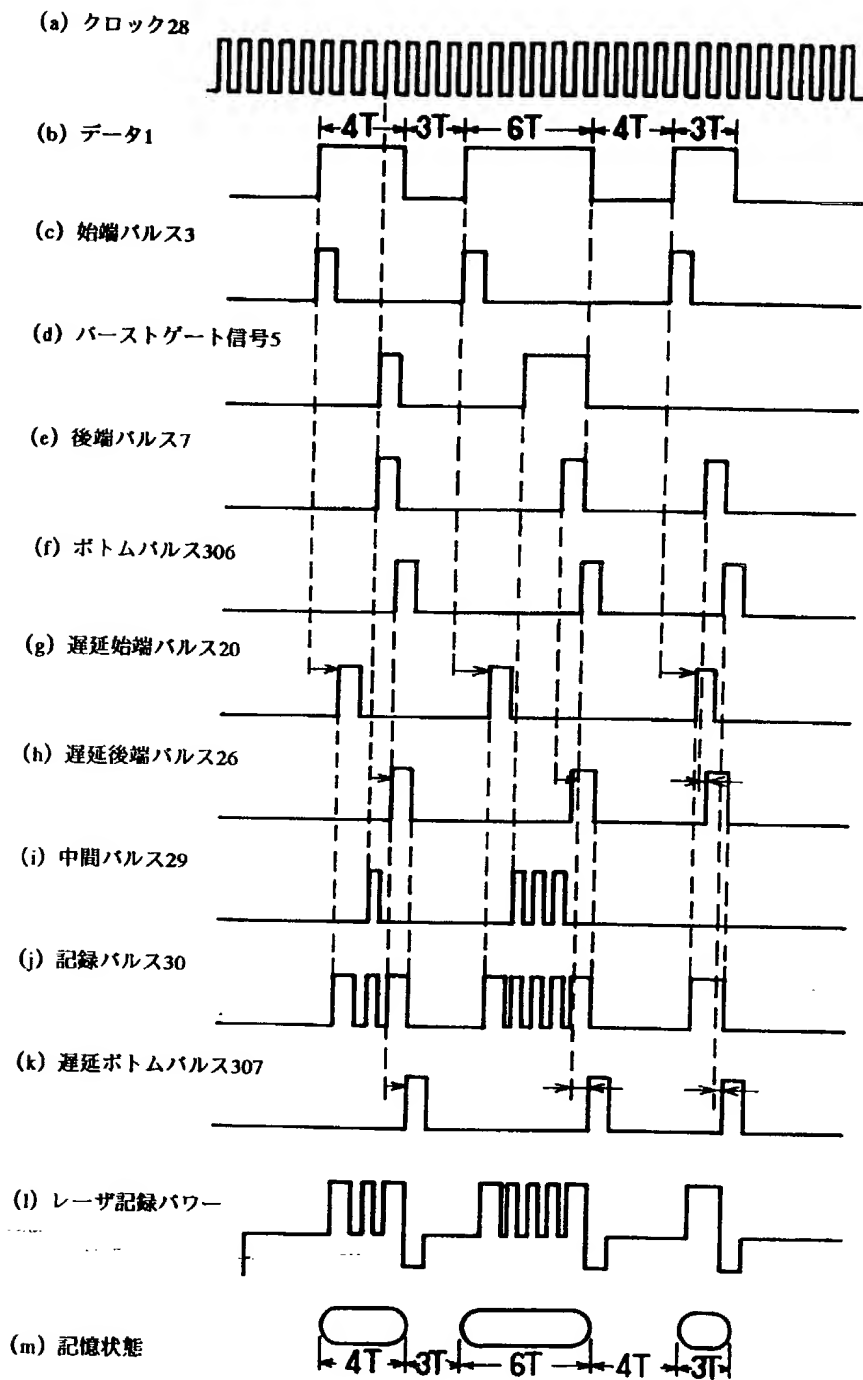 (a) クロック28
(b) データ1
4T 3T 6T 4T 3T
(c) 始端パルス3
(d) バーストゲート信号5
(e) 後端パルス7
(f) ボトムパルス306
(g) 遅延始端パルス20
(h) 遅延後端パルス26
(i) 中間パルス29
(j) 記録パルス30
(k) 遅延ボトムパルス307
(l) レーザ記録パワー
(m) 記憶状態
4T 3T 6T 4T 3T